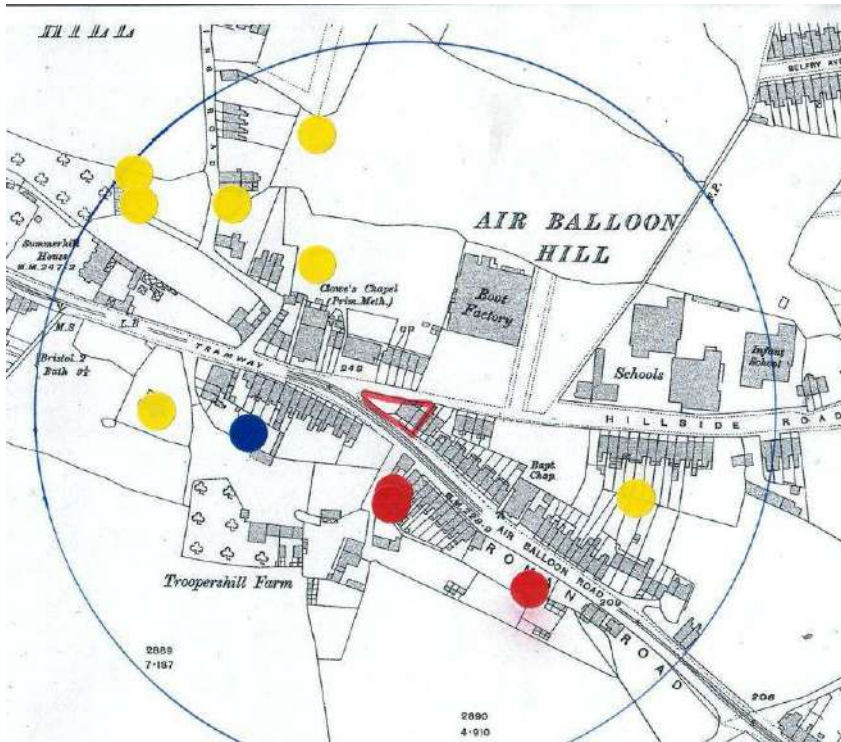 BELFRY AV
ROAD
F.P.
AIR BALLOON
HILL
Summerhill
House
B.M. 247·2
Clowe's Chapel
(Prim. Meth.)
Boot
Factory
M.S
L.B
Bristol 2
TRAMWAY
249
Schools
Infant
School
HILLSIDE ROAD
Bapt
Chap.
AIR BALLOON ROAD
ROMAN ROAD
209
Troopershill Farm
2889
7·187
206
2890
4·910